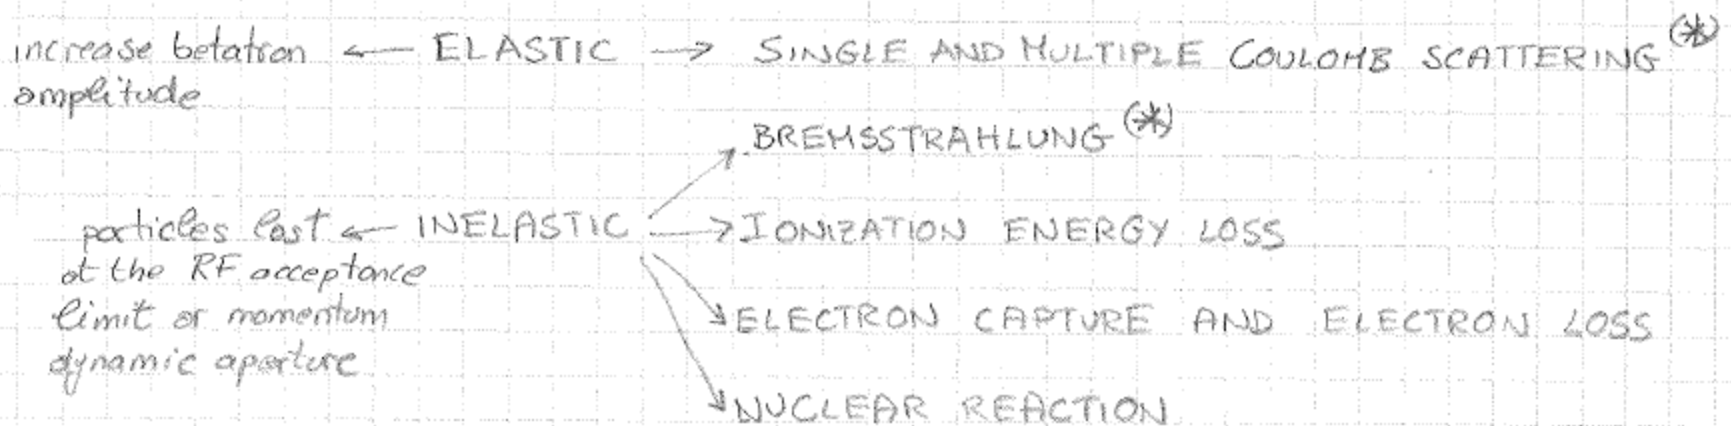 increase betatron ← ELASTIC → SINGLE AND MULTIPLE COULOMB SCATTERING (*)
amplitude
BREMSSTRAHLUNG (*)
particles lost ← INELASTIC → IONIZATION ENERGY LOSS
at the RF acceptance
limit or momentum
ELECTRON CAPTURE AND ELECTRON LOSS
dynamic aperture
NUCLEAR REACTION